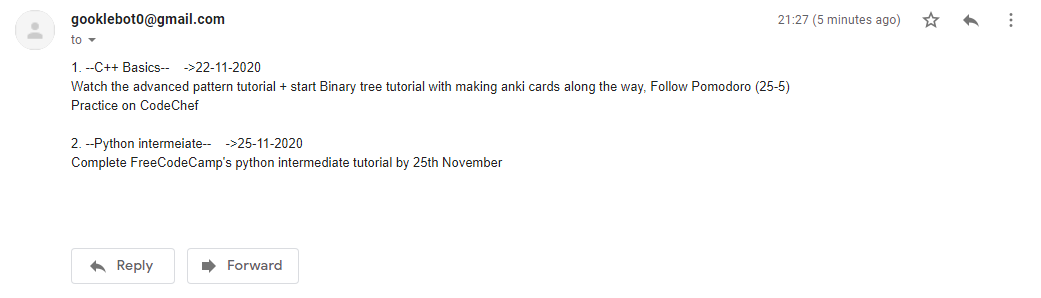 gooklebot0@gmail.com 21:27 (5 minutes ago)
to
1. --C++ Basics-- ->22-11-2020
Watch the advanced pattern tutorial + start Binary tree tutorial with making anki cards along the way, Follow Pomodoro (25-5)
Practice on CodeChef
2. --Python intermeiate-- ->25-11-2020
Complete FreeCodeCamp's python intermediate tutorial by 25th November
Reply Forward